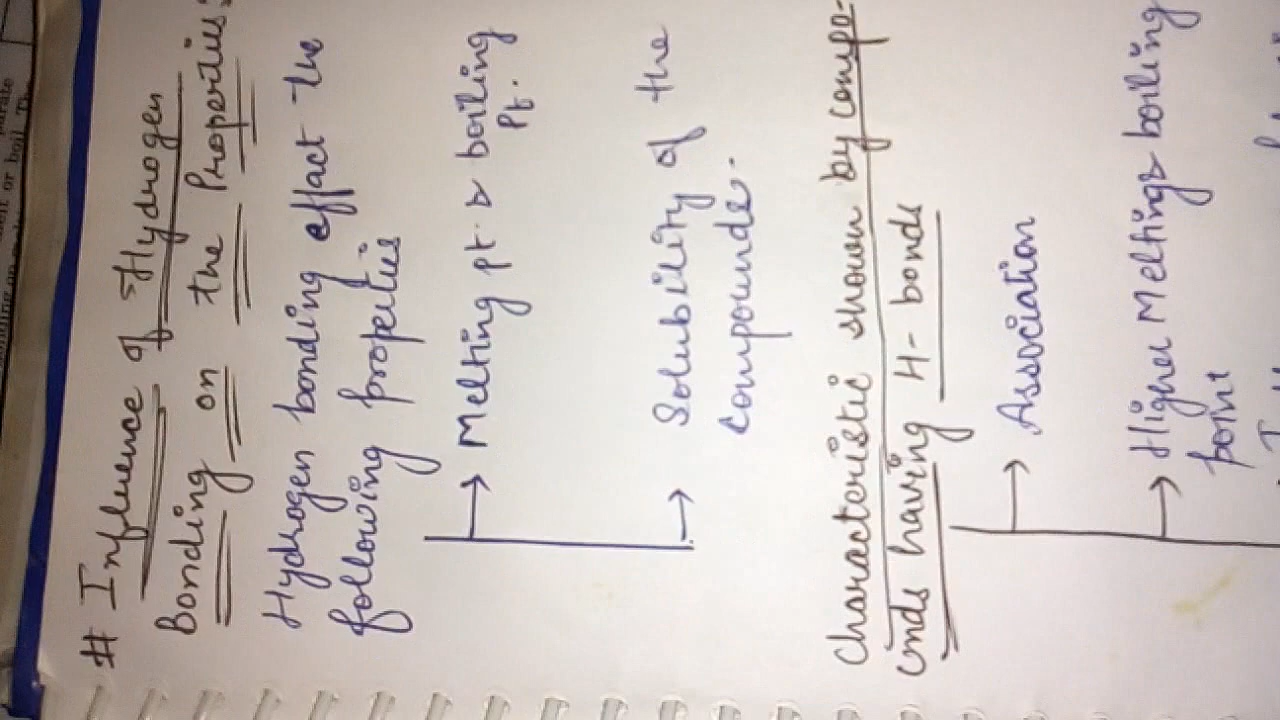 # Influence of Hydrogen
Bonding on the Properties:
Hydrogen bonding effect the
following properties
→ Melting pt & boiling
pt.
→ Solubility of the
compounds.
Characteristic shown by compo-
unds having H-bonds
→ Association
→ Higher Melting & boiling
point